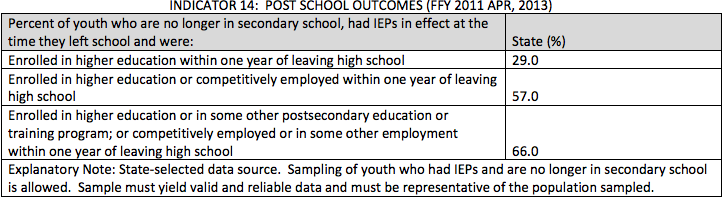 INDICATOR 14:  POST SCHOOL OUTCOMES (FFY 2011 APR, 2013)
Percent of youth who are no longer in secondary school, had IEPs in effect at the
time they left school and were:
State (%)
Enrolled in higher education within one year of leaving high school
29.0
Enrolled in higher education or competitively employed within one year of leaving
high school
57.0
Enrolled in higher education or in some other postsecondary education or
training program; or competitively employed or in some other employment
within one year of leaving high school
66.0
Explanatory Note: State-selected data source.  Sampling of youth who had IEPs and are no longer in secondary school
is allowed.  Sample must yield valid and reliable data and must be representative of the population sampled.